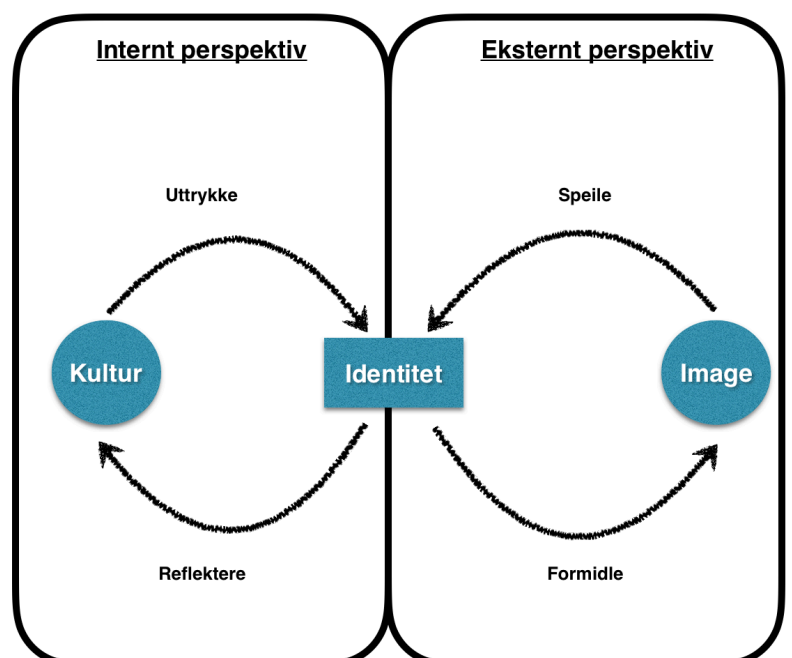 Internt perspektiv
Eksternt perspektiv
Uttrykke
Speile
Kultur
Identitet
Image
Reflektere
Formidle